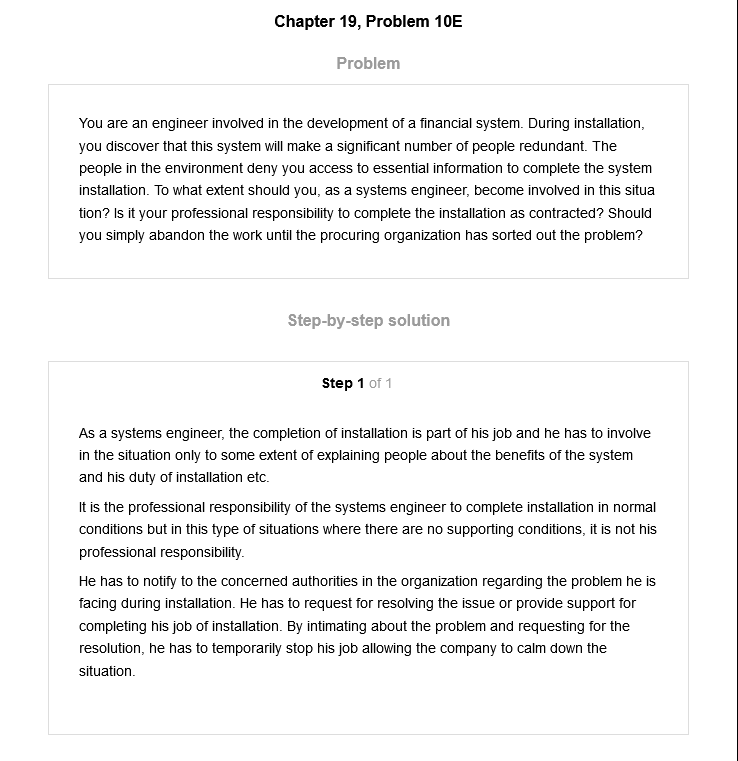 Chapter 19, Problem 10E
Problem
You are an engineer involved in the development of a financial system. During installation,
you discover that this system will make a significant number of people redundant. The
people in the environment deny you access to essential information to complete the system
installation. To what extent should you, as a systems engineer, become involved in this situa
tion? Is it your professional responsibility to complete the installation as contracted? Should
you simply abandon the work until the procuring organization has sorted out the problem?
Step-by-step solution
Step 1 of 1
As a systems engineer, the completion of installation is part of his job and he has to involve
in the situation only to some extent of explaining people about the benefits of the system
and his duty of installation etc.
It is the professional responsibility of the systems engineer to complete installation in normal
conditions but in this type of situations where there are no supporting conditions, it is not his
professional responsibility.
He has to notify to the concerned authorities in the organization regarding the problem he is
facing during installation. He has to request for resolving the issue or provide support for
completing his job of installation. By intimating about the problem and requesting for the
resolution, he has to temporarily stop his job allowing the company to calm down the
situation.